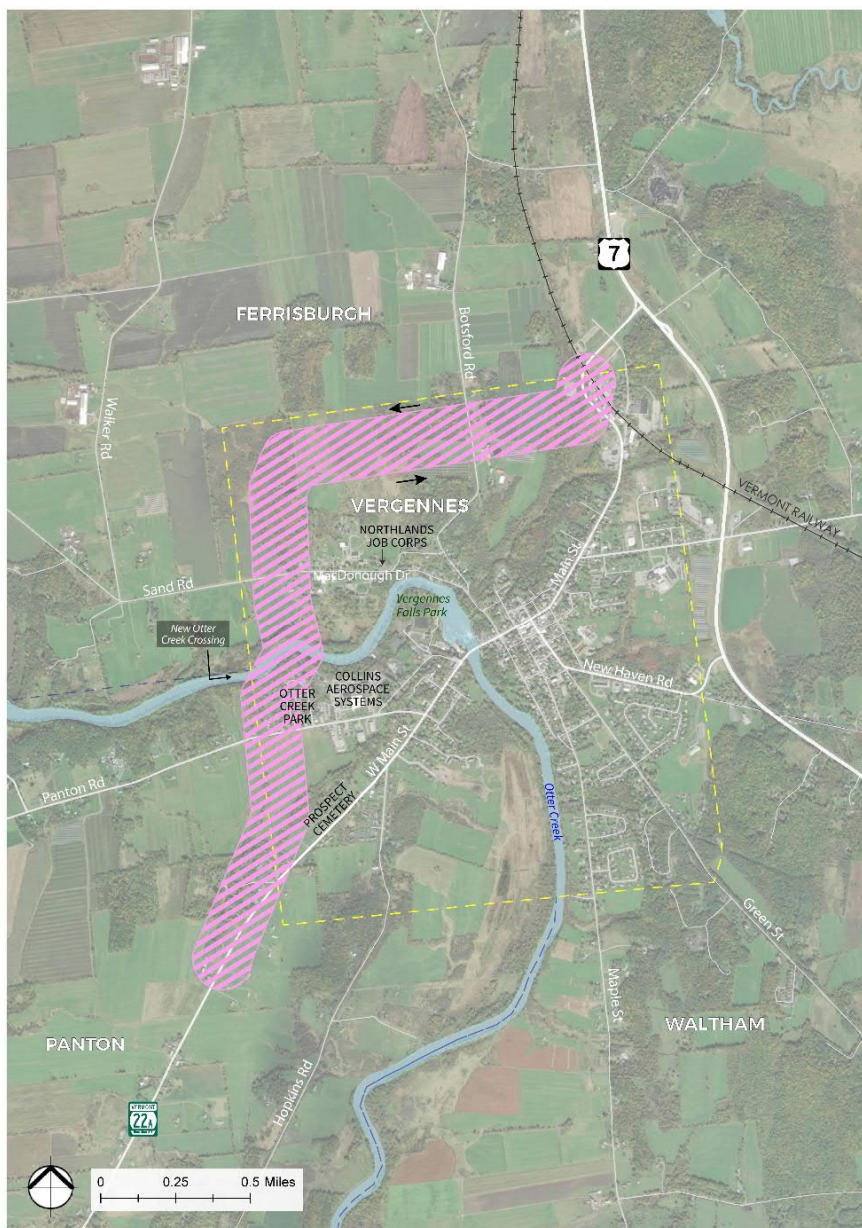 7
FERRISBURGH
Botsford Rd
Walker Rd
VERMONT RAILWAY
VERGENNES
NORTHLANDS
JOB CORPS
Main St
Sand Rd
MacDonough Dr
Vergennes
Falls Park
New Otter
Creek Crossing
New Haven Rd
COLLINS
AEROSPACE
SYSTEMS
OTTER
CREEK
PARK
W Main St
Panton Rd
PROSPECT
CEMETERY
Otter Creek
Green St
Maple St
WALTHAM
PANTON
Hopkins Rd
VERMONT
22A
0 0.25 0.5 Miles